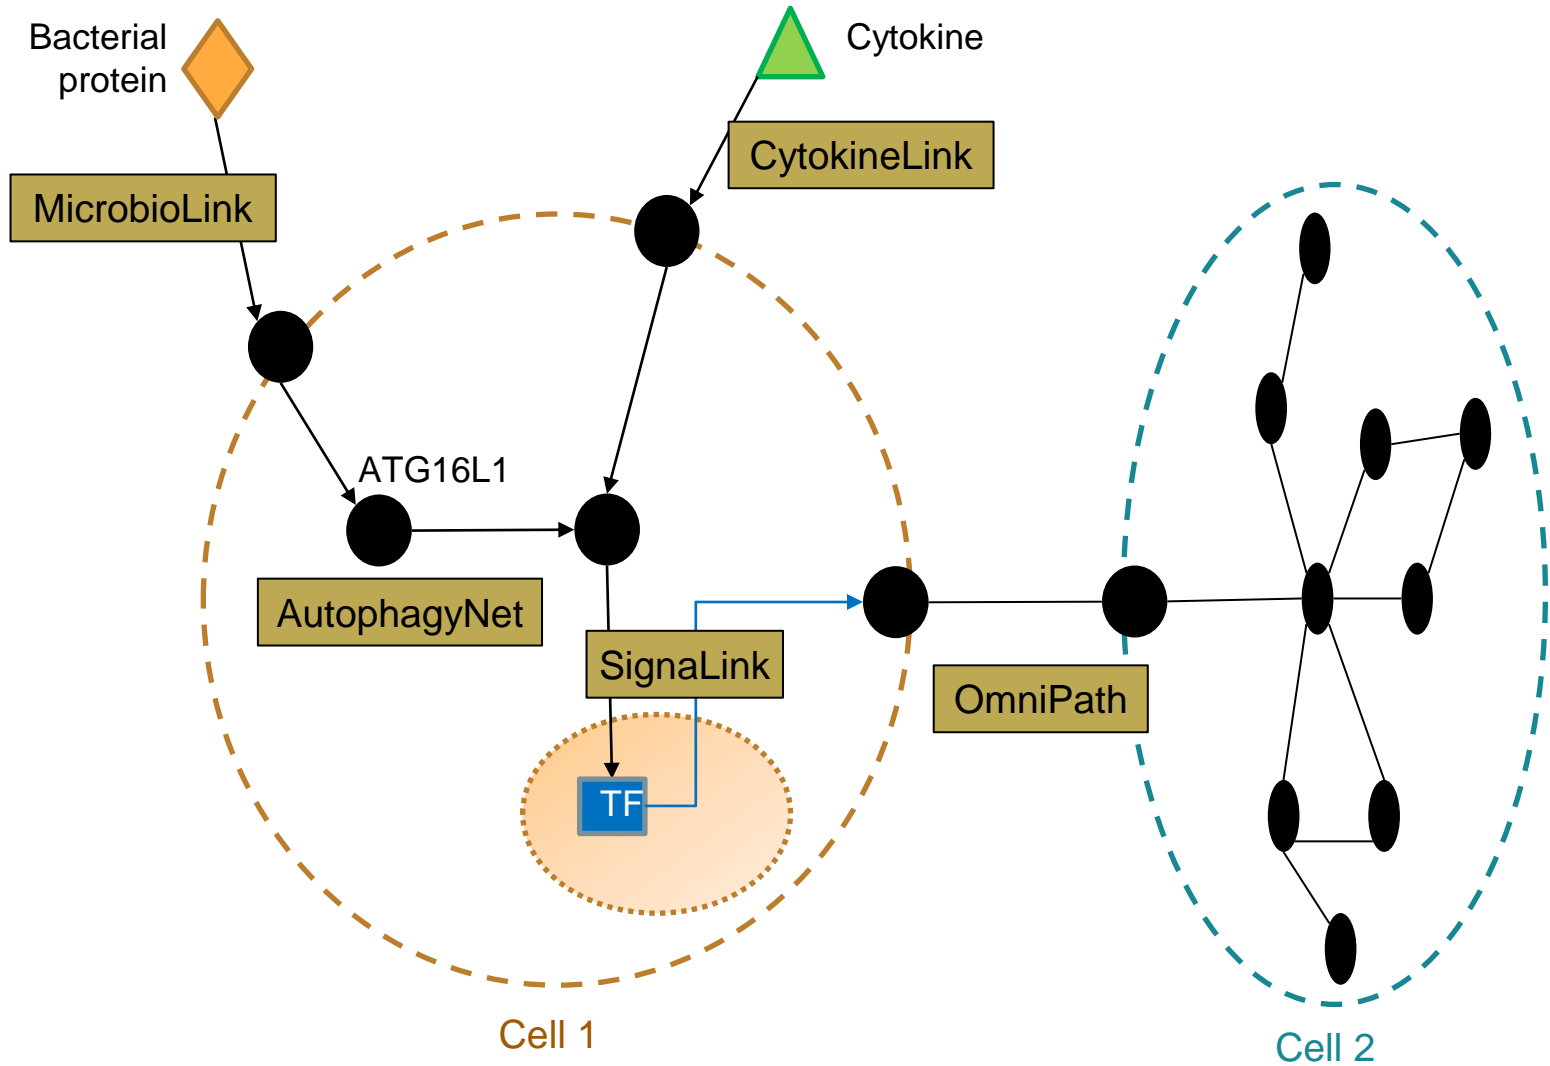 Bacterial
protein
Cytokine
CytokineLink
MicrobioLink
ATG16L1
AutophagyNet
SignaLink
OmniPath
TF
Cell 1
Cell 2